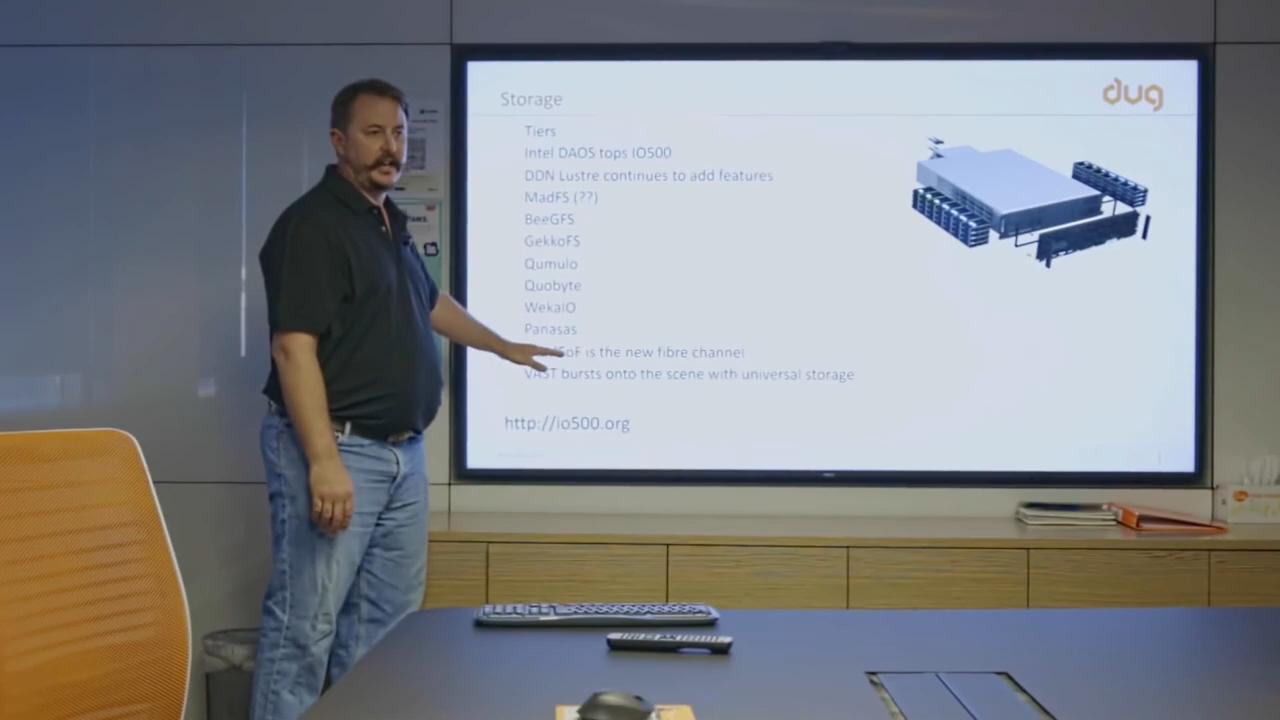 Storage
dug
Tiers
Intel DAOS tops IO500
DDN Lustre continues to add features
MadFS (??)
BeeGFS
GekkoFS
Qumulo
Quobyte
WekaIO
Panasas
is the new fibre channel
VAST bursts onto the scene with universal storage
http://io500.org